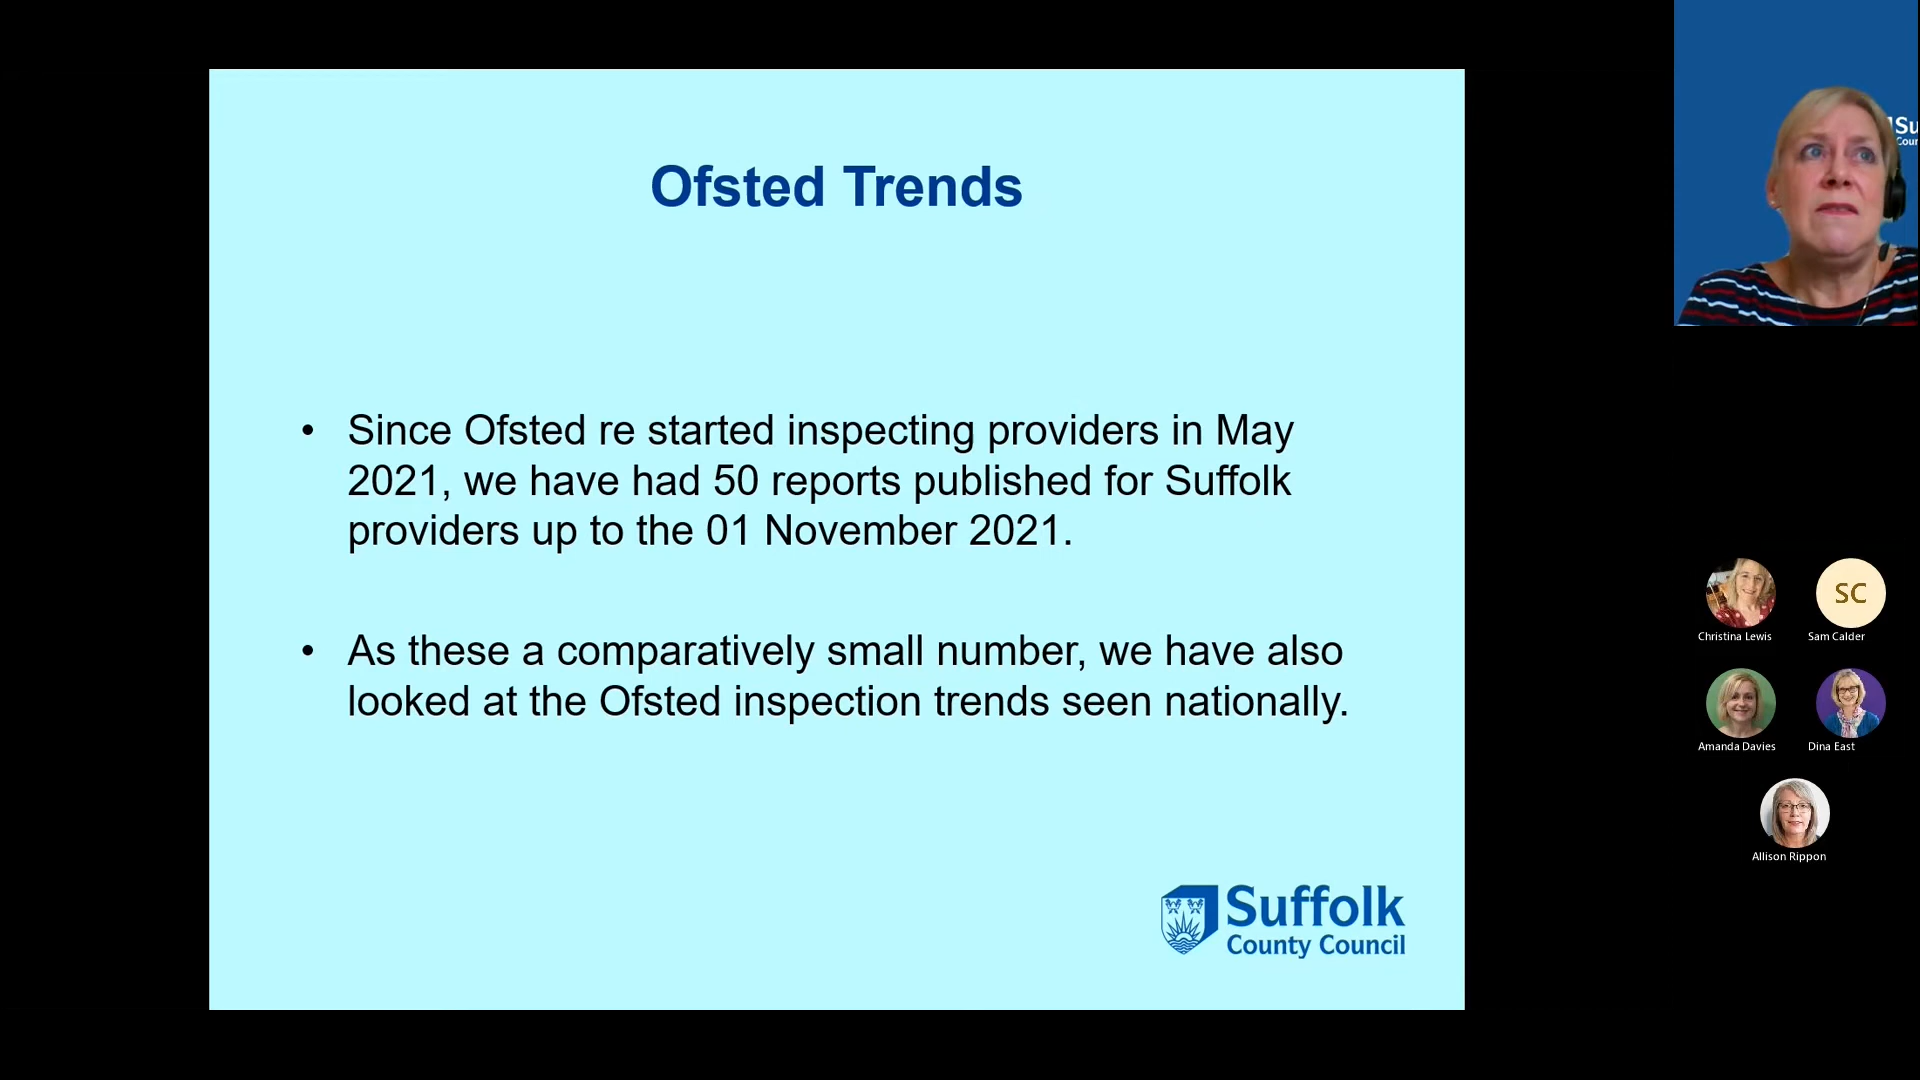 Ofsted Trends
• Since Ofsted re started inspecting providers in May
2021, we have had 50 reports published for Suffolk
providers up to the 01 November 2021.
• As these a comparatively small number, we have also
looked at the Ofsted inspection trends seen nationally.
Suffolk
County Council
Su
Cour
SC
Christina Lewis
Sam Calder
Amanda Davies
Dina East
Allison Rippon